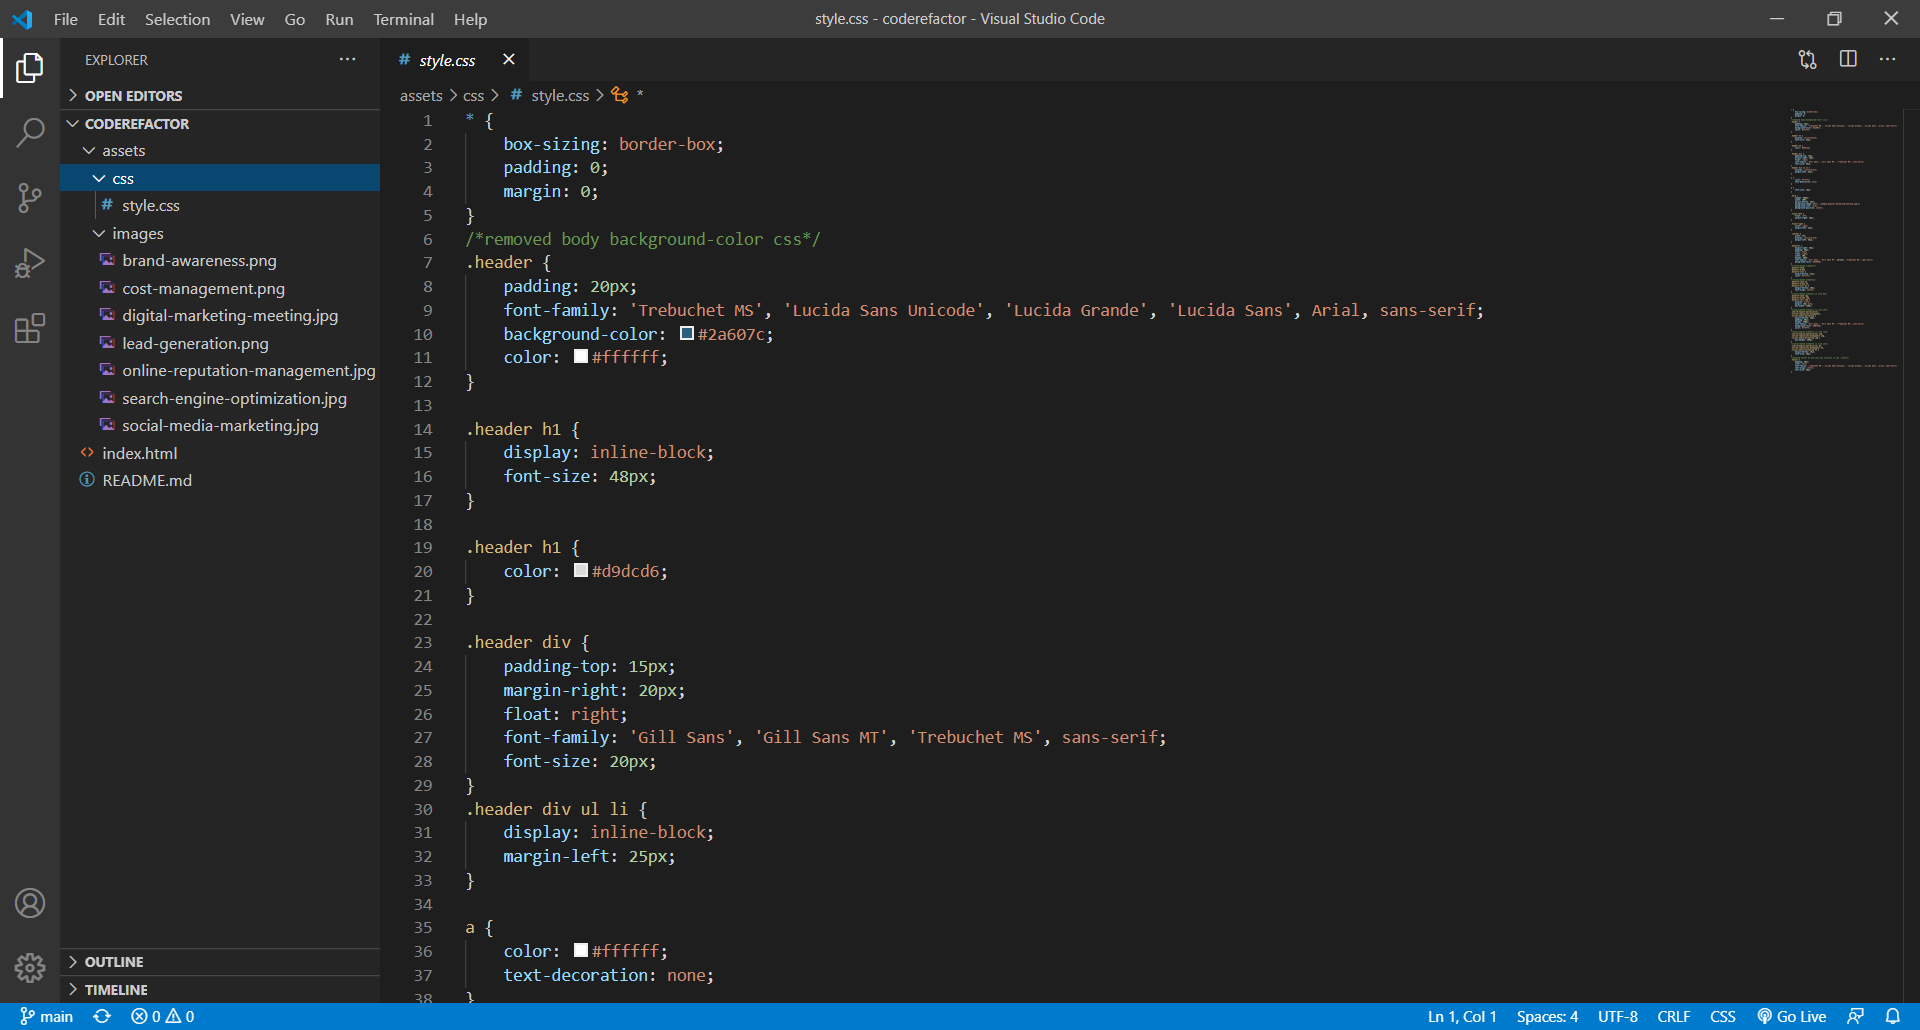 File Edit Selection View Go Run Terminal Help
style.css - coderefactor - Visual Studio Code
EXPLORER
OPEN EDITORS
CODEREFACTOR
assets
css
# style.css
images
brand-awareness.png
cost-management.png
digital-marketing-meeting.jpg
lead-generation.png
online-reputation-management.jpg
search-engine-optimization.jpg
social-media-marketing.jpg
<> index.html
README.md
OUTLINE
TIMELINE
# style.css
assets > css > # style.css > *
1 * {
2     box-sizing: border-box;
3     padding: 0;
4     margin: 0;
5 }
6 /*removed body background-color css*/
7 .header {
8     padding: 20px;
9     font-family: 'Trebuchet MS', 'Lucida Sans Unicode', 'Lucida Grande', 'Lucida Sans', Arial, sans-serif;
10     background-color: #2a607c;
11     color: #ffffff;
12 }
13
14 .header h1 {
15     display: inline-block;
16     font-size: 48px;
17 }
18
19 .header h1 {
20     color: #d9dcd6;
21 }
22
23 .header div {
24     padding-top: 15px;
25     margin-right: 20px;
26     float: right;
27     font-family: 'Gill Sans', 'Gill Sans MT', 'Trebuchet MS', sans-serif;
28     font-size: 20px;
29 }
30 .header div ul li {
31     display: inline-block;
32     margin-left: 25px;
33 }
34
35 a {
36     color: #ffffff;
37     text-decoration: none;
38 }
main 0 0 Ln 1, Col 1 Spaces: 4 UTF-8 CRLF CSS Go Live